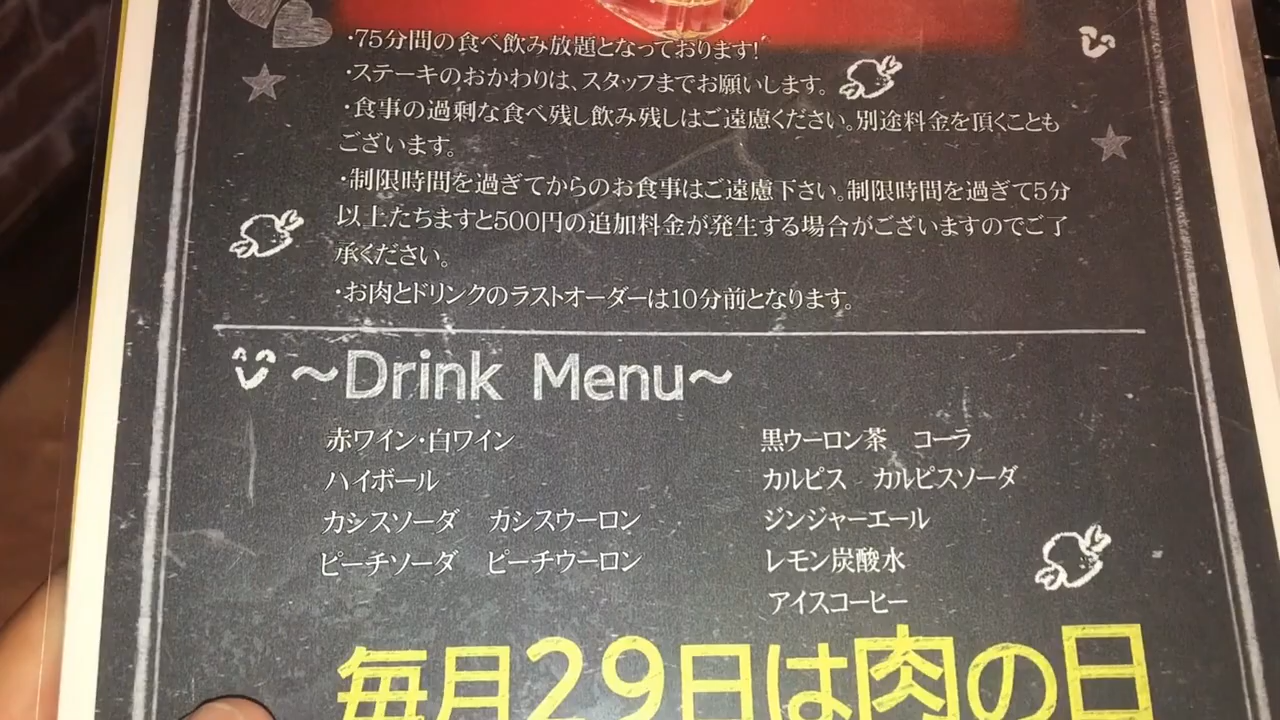 ・75分間の食べ飲み放題となっております!
・ステーキのおかわりは、スタッフまでお願いします。
・食事の過剰な食べ残し飲み残しはご遠慮ください。別途料金を頂くことも
ございます。
・制限時間を過ぎてからのお食事はご遠慮下さい。制限時間を過ぎて5分
以上たちますと500円の追加料金が発生する場合がございますのでご了
承ください。
・お肉とドリンクのラストオーダーは10分前となります。
～Drink Menu～
赤ワイン・白ワイン
ハイボール
カシスソーダ　カシスウーロン
ピーチソーダ　ピーチウーロン
黒ウーロン茶　コーラ
カルピス　カルピスソーダ
ジンジャーエール
レモン炭酸水
アイスコーヒー
毎月29日は肉の日